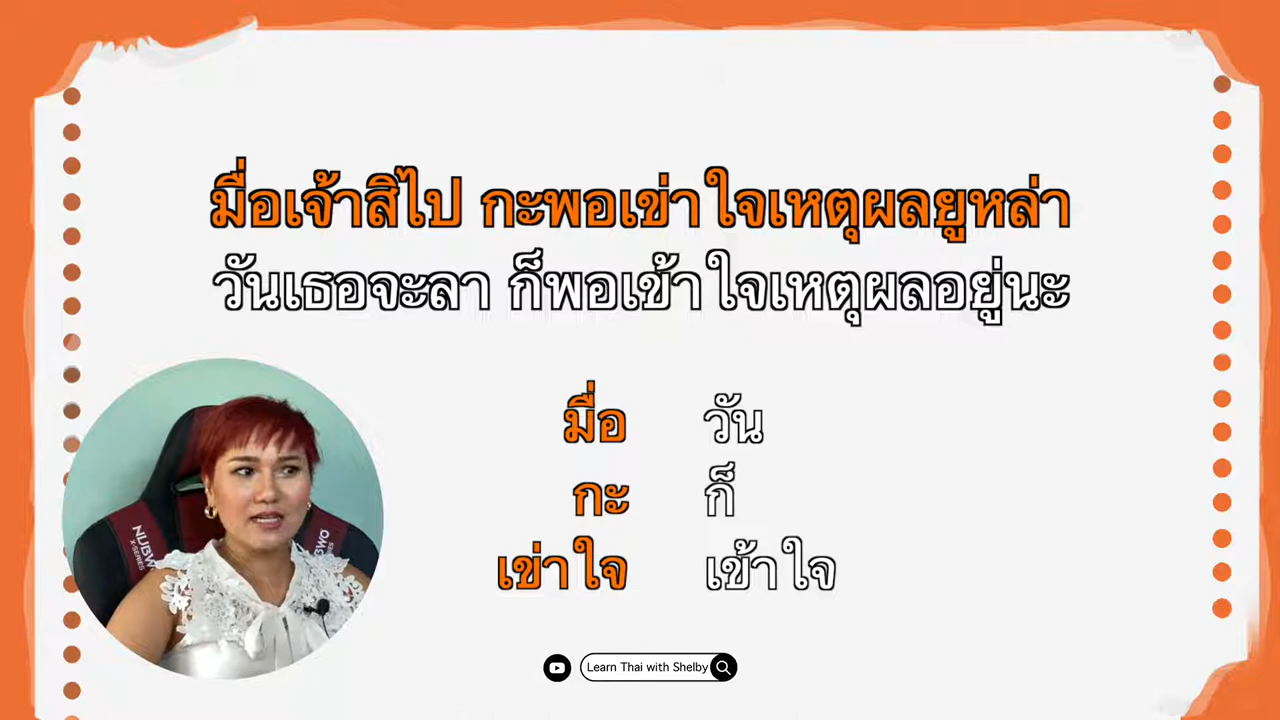 มื่อเจ้าสิไป กะพอเข่าใจเหตุผลยูหล่า
วันเธอจะลา ก็พอเข้าใจเหตุผลอยู่นะ
มื่อ วัน
กะ ก็
เข่าใจ เข้าใจ
NUBWO
X-SERIES
NUBWO
Learn Thai with Shelby